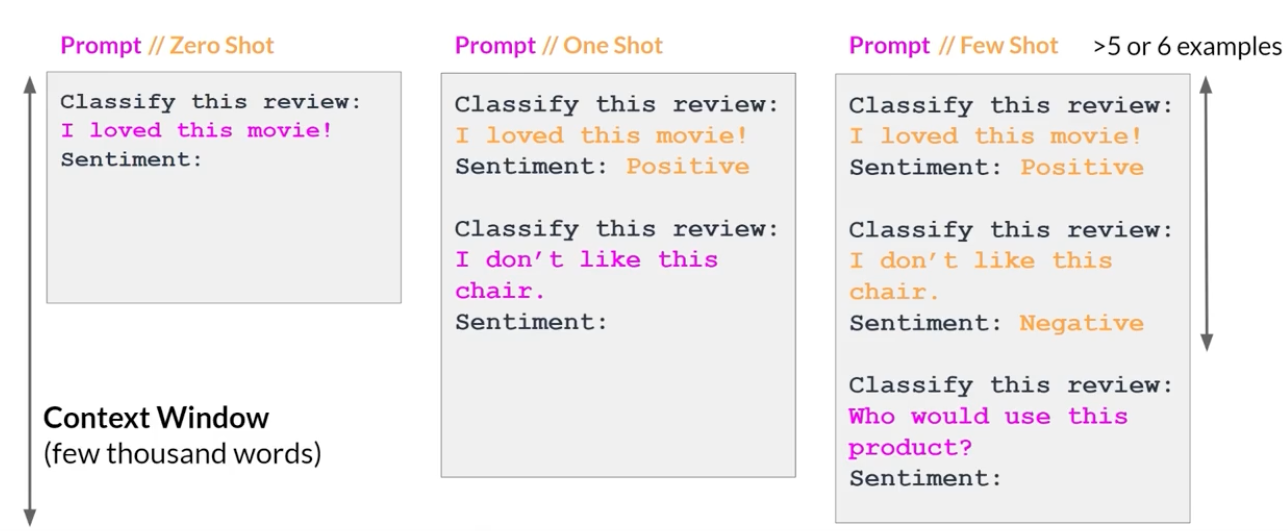 Prompt // Zero Shot
Classify this review:
I loved this movie!
Sentiment:
Context Window
(few thousand words)
Prompt // One Shot
Classify this review:
I loved this movie!
Sentiment: Positive
Classify this review:
I don’t like this
chair.
Sentiment:
Prompt // Few Shot >5 or 6 examples
Classify this review:
I loved this movie!
Sentiment: Positive
Classify this review:
I don’t like this
chair.
Sentiment: Negative
Classify this review:
Who would use this
product?
Sentiment: